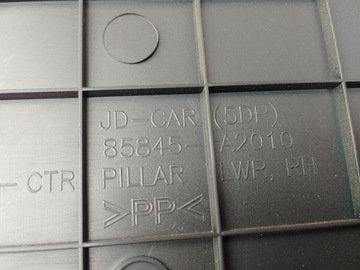 JD-CAR (5DR)
85845-A2010
-CTR PILLAR LWR, RH
>PP<